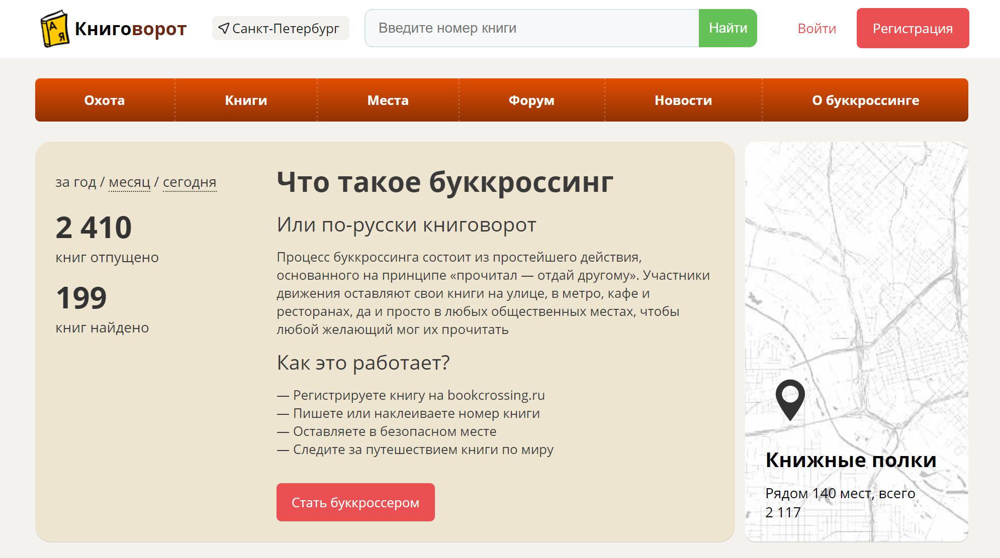 А Я
Книговорот
Санкт-Петербург
Введите номер книги
Найти
Войти
Регистрация
Охота
Книги
Места
Форум
Новости
О буккроссинге
за год / месяц / сегодня
2 410
книг отпущено
199
книг найдено
Что такое буккроссинг
Или по-русски книговорот
Процесс буккроссинга состоит из простейшего действия,
основанного на принципе «прочитал — отдай другому». Участники
движения оставляют свои книги на улице, в метро, кафе и
ресторанах, да и просто в любых общественных местах, чтобы
любой желающий мог их прочитать
Как это работает?
— Регистрируете книгу на bookcrossing.ru
— Пишете или наклеиваете номер книги
— Оставляете в безопасном месте
— Следите за путешествием книги по миру
Стать буккроссером
Книжные полки
Рядом 140 мест, всего
2 117